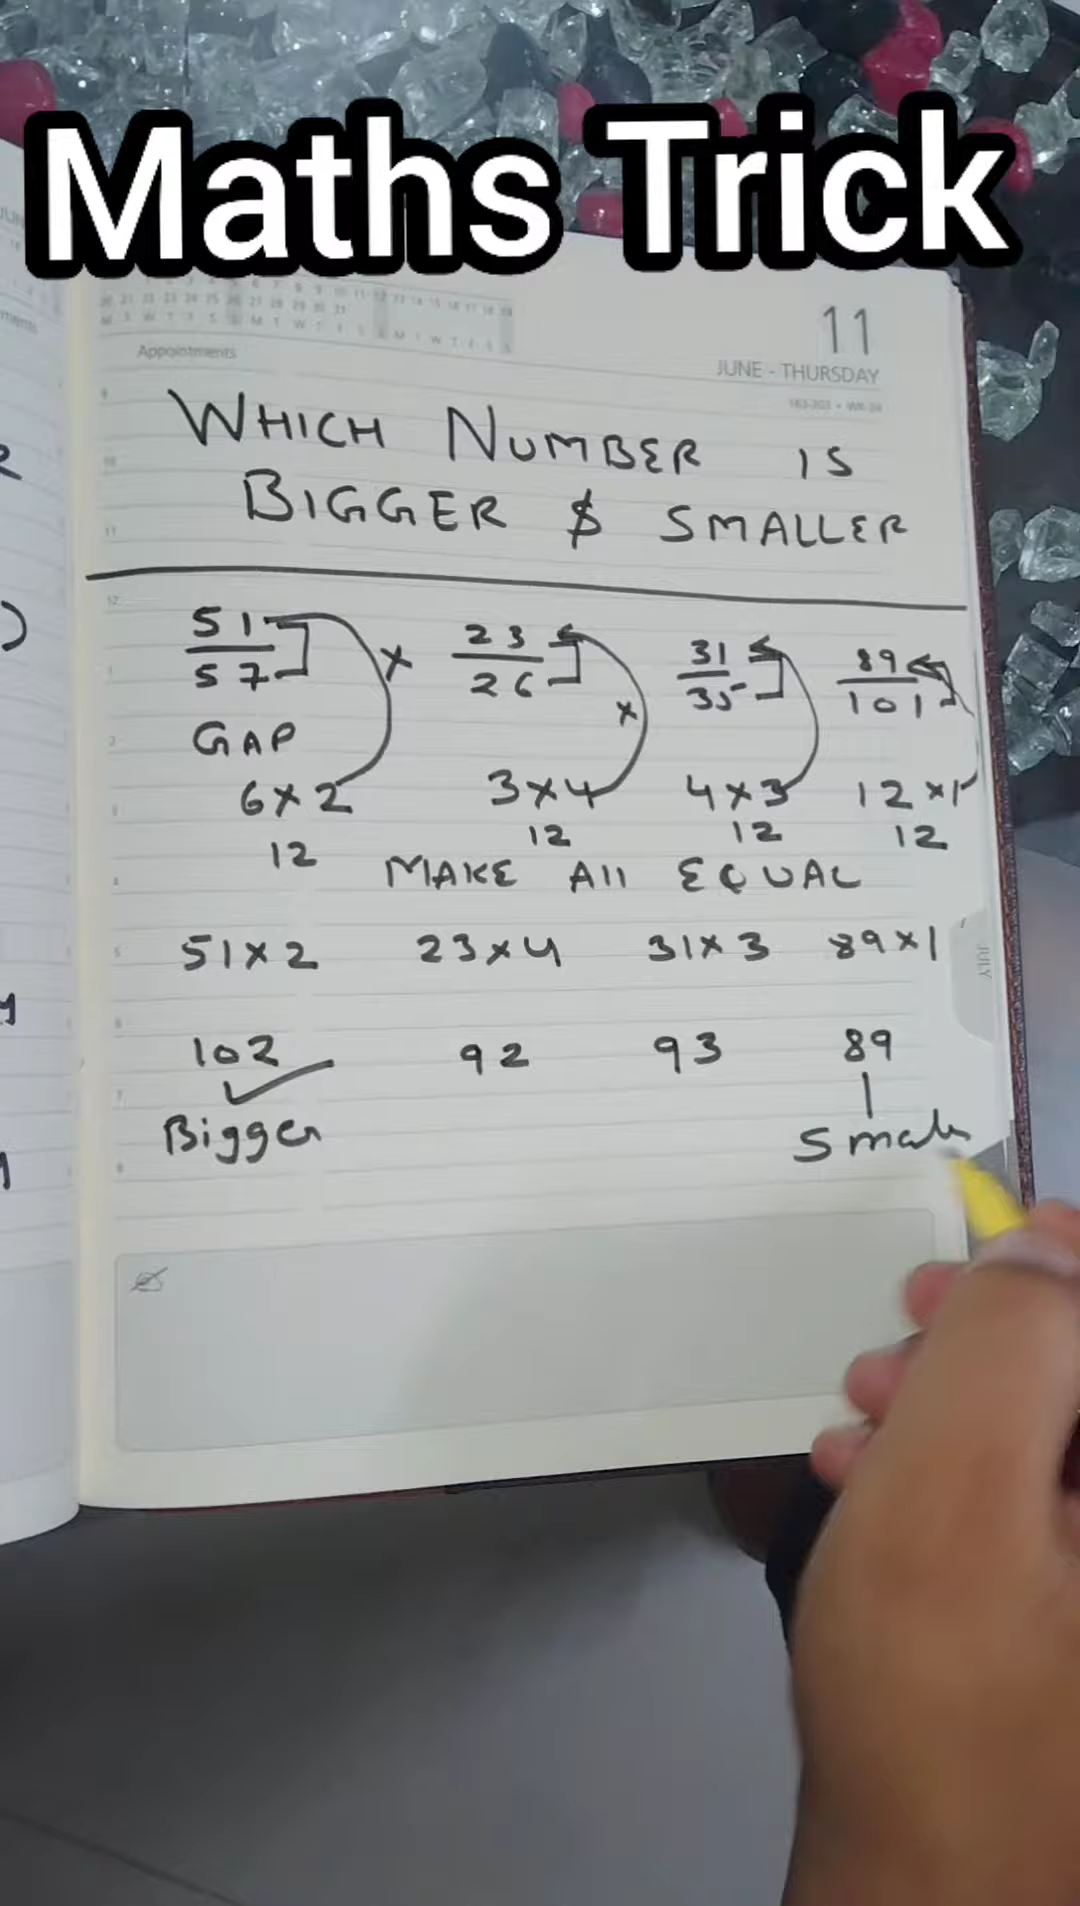 Maths Trick
11
JUNE - THURSDAY
Appointments
WHICH NUMBER IS
BIGGER $ SMALLER
51 × 23 31 89
57 26 35 101
GAP ×
6×2 3×4 4×3 12×1
12 12 12 12
MAKE All EQUAL
51×2 23×4 31×3 89×1
JULY
102 92 93 89
Bigger Smaller